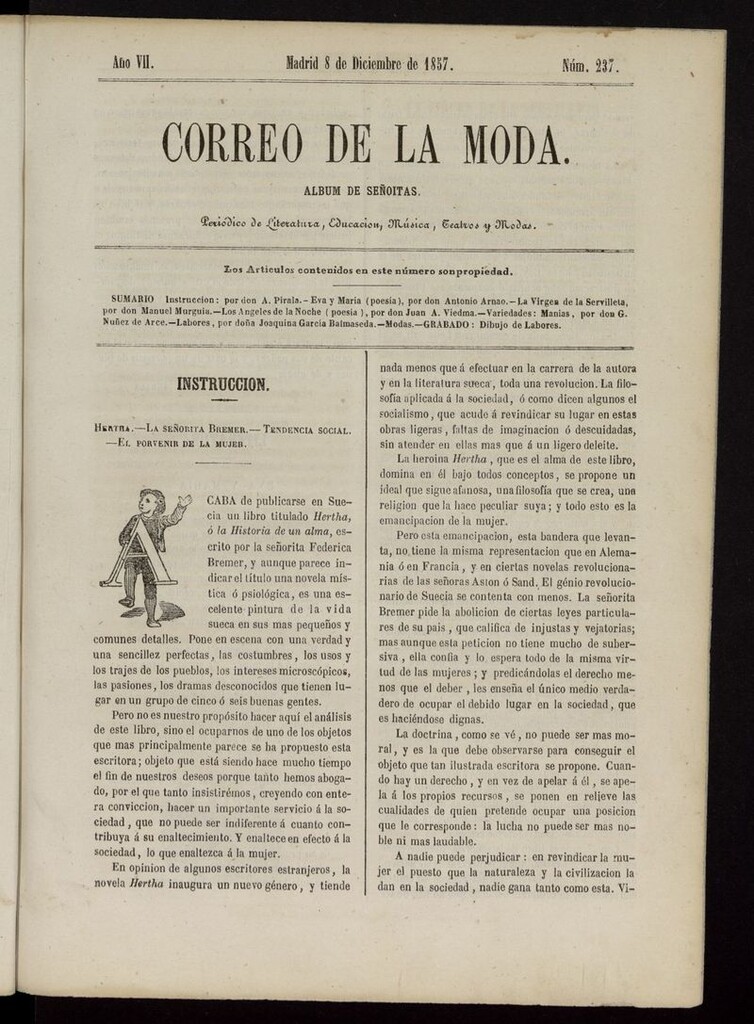 Año VII. Madrid 8 de Diciembre de 1857. Núm. 237.
CORREO DE LA MODA.
ALBUM DE SEÑOITAS.
Periódico de Literatura, Educacion, Música, Teatros y Modas.
Los Articulos contenidos en este número son propiedad.
SUMARIO Instruccion: por don A. Pirala.—Eva y Maria (poesía), por don Antonio Arnao.—La Vírgen de la Servilleta,
por don Manuel Murguia.—Los Angeles de la Noche (poesia), por don Juan A. Viedma.—Variedades: Manias, por don G.
Nuñez de Arce.—Labores, por doña Joaquina García Balmaseda.—Modas.—GRABADO: Dibujo de Labores.
INSTRUCCION.
HERTHA.—LA SEÑORITA BREMER.—TENDENCIA SOCIAL.
—EL PORVENIR DE LA MUJER.
ACABA de publicarse en Sue-
cia un libro titulado Hertha,
ó la Historia de un alma, es-
crito por la señorita Federica
Bremer, y aunque parece in-
dicar el título una novela mís-
tica ó psiológica, es una es-
celente pintura de la vida
sueca en sus mas pequeños y
comunes detalles. Pone en escena con una verdad y
una sencillez perfectas, las costumbres, los usos y
los trajes de los pueblos, los intereses microscópicos,
las pasiones, los dramas desconocidos que tienen lu-
gar en un grupo de cinco ó seis buenas gentes.
Pero no es nuestro propósito hacer aquí el análisis
de este libro, sino el ocuparnos de uno de los objetos
que mas principalmente parece se ha propuesto esta
escritora; objeto que está siendo hace mucho tiempo
el fin de nuestros deseos porque tanto hemos aboga-
do, por el que tanto insistirémos, creyendo con ente-
ra conviccion, hacer un importante servicio á la so-
ciedad, que no puede ser indiferente á cuanto con-
tribuya á su enaltecimiento. Y enaltece en efecto á la
sociedad, lo que enaltezca á la mujer.
En opinion de algunos escritores estranjeros, la
novela Hertha inaugura un nuevo género, y tiende
nada menos que á efectuar en la carrera de la autora
y en la literatura sueca, toda una revolucion. La filo-
sofía aplicada á la sociedad, ó como dicen algunos el
socialismo, que acude á revindicar su lugar en estas
obras ligeras, faltas de imaginacion ó descuidadas,
sin atender en ellas mas que á un ligero deleite.
La heroina Hertha, que es el alma de este libro,
domina en él bajo todos conceptos, se propone un
ideal que sigue afanosa, una filosofía que se crea, una
religion que la hace peculiar suya; y todo esto es la
emancipacion de la mujer.
Pero esta emancipacion, esta bandera que levan-
ta, no tiene la misma representacion que en Alema-
nia ó en Francia, y en ciertas novelas revoluciona-
rias de las señoras Aston ó Sand. El génio revolucio-
nario de Suecia se contenta con menos. La señorita
Bremer pide la abolicion de ciertas leyes particula-
res de su pais, que califica de injustas y vejatorias;
mas aunque esta peticion no tiene mucho de subver-
siva, ella confia y lo espera todo de la misma vir-
tud de las mujeres; y predicándolas el derecho me-
nos que el deber, les enseña el único medio verda-
dero de ocupar el debido lugar en la sociedad, que
es haciéndose dignas.
La doctrina, como se vé, no puede ser mas mo-
ral, y es la que debe observarse para conseguir el
objeto que tan ilustrada escritora se propone. Cuan-
do hay un derecho, y en vez de apelar á él, se ape-
la á los propios recursos, se ponen en relieve las
cualidades de quien pretende ocupar una posicion
que le corresponde: la lucha no puede ser mas no-
ble ni mas laudable.
A nadie puede perjudicar: en revindicar la mu-
jer el puesto que la naturaleza y la civilizacion la
dan en la sociedad, nadie gana tanto como esta. Vi-